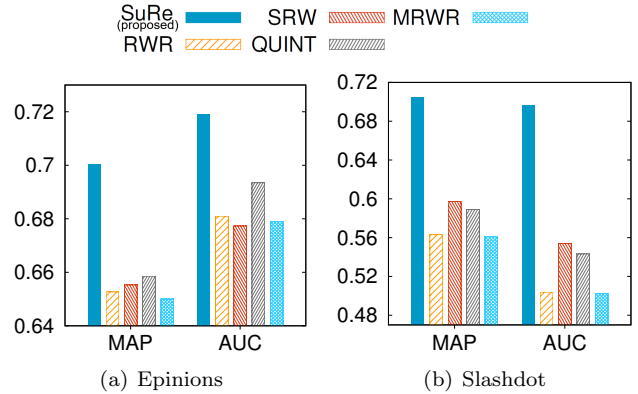 SuRe SRW MRWR
(proposed)
RWR QUINT
0.72
0.7
0.68
0.66
0.64
MAP AUC
(a) Epinions
0.72
0.68
0.64
0.6
0.56
0.52
0.48
MAP AUC
(b) Slashdot